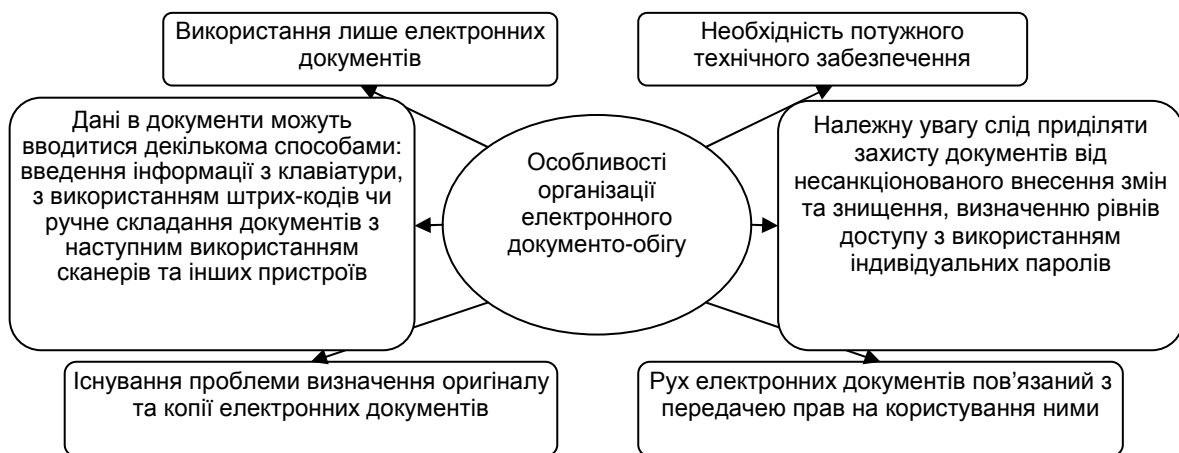 Використання лише електронних
документів
Необхідність потужного
технічного забезпечення
Дані в документи можуть
вводитися декількома способами:
введення інформації з клавіатури,
з використанням штрих-кодів чи
ручне складання документів з
наступним використанням
сканерів та інших пристроїв
Особливості
організації
електронного
документо-обігу
Належну увагу слід приділяти
захисту документів від
несанкціонованого внесення змін
та знищення, визначенню рівнів
доступу з використанням
індивідуальних паролів
Існування проблеми визначення оригіналу
та копії електронних документів
Рух електронних документів пов’язаний з
передачею прав на користування ними